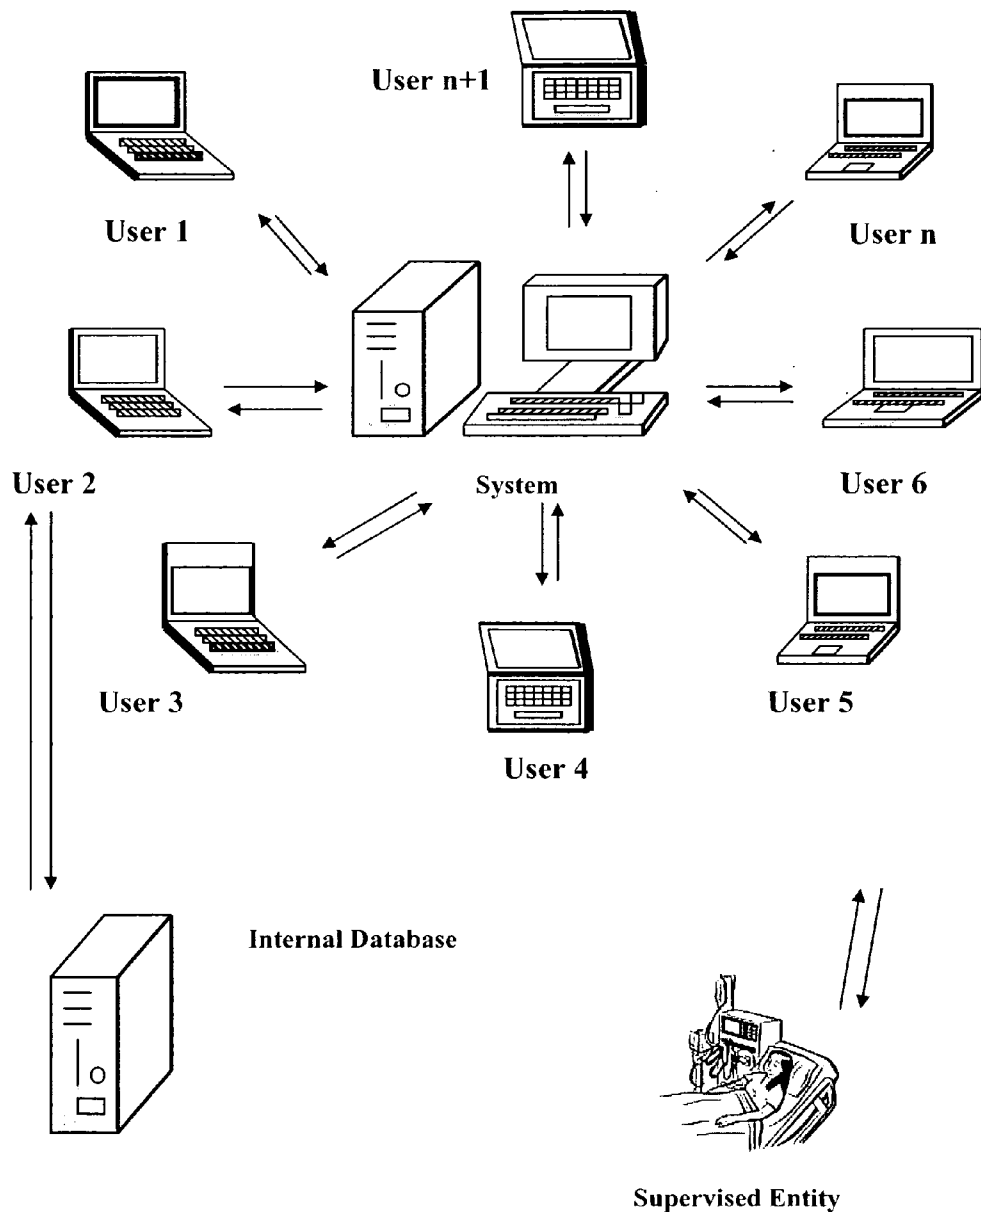 User n+1
User 1
User n
User 2
System
User 6
User 3
User 5
User 4
Internal Database
Supervised Entity